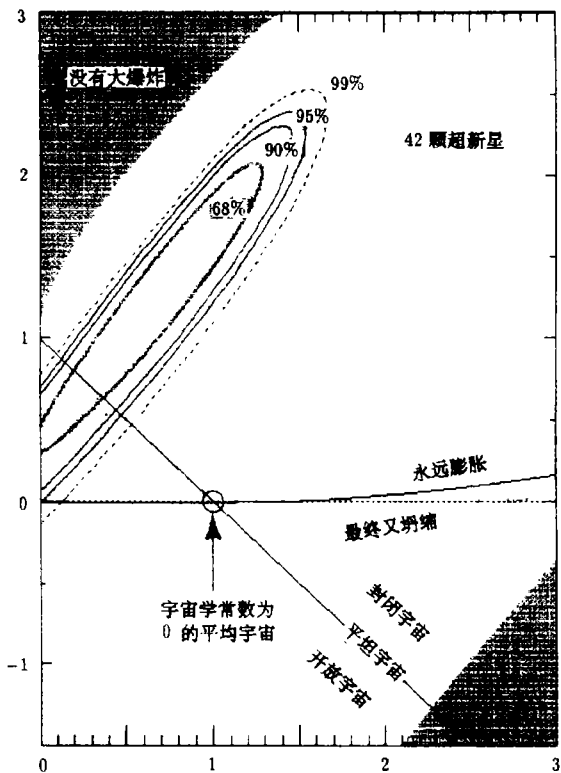 3
没有大爆炸
99%
95%
42 颗超新星
90%
2
68%
1
永远膨胀
0
最终又坍缩
宇宙学常数为
0 的平均宇宙
封闭宇宙
平坦宇宙
开放宇宙
-1
0
1
2
3